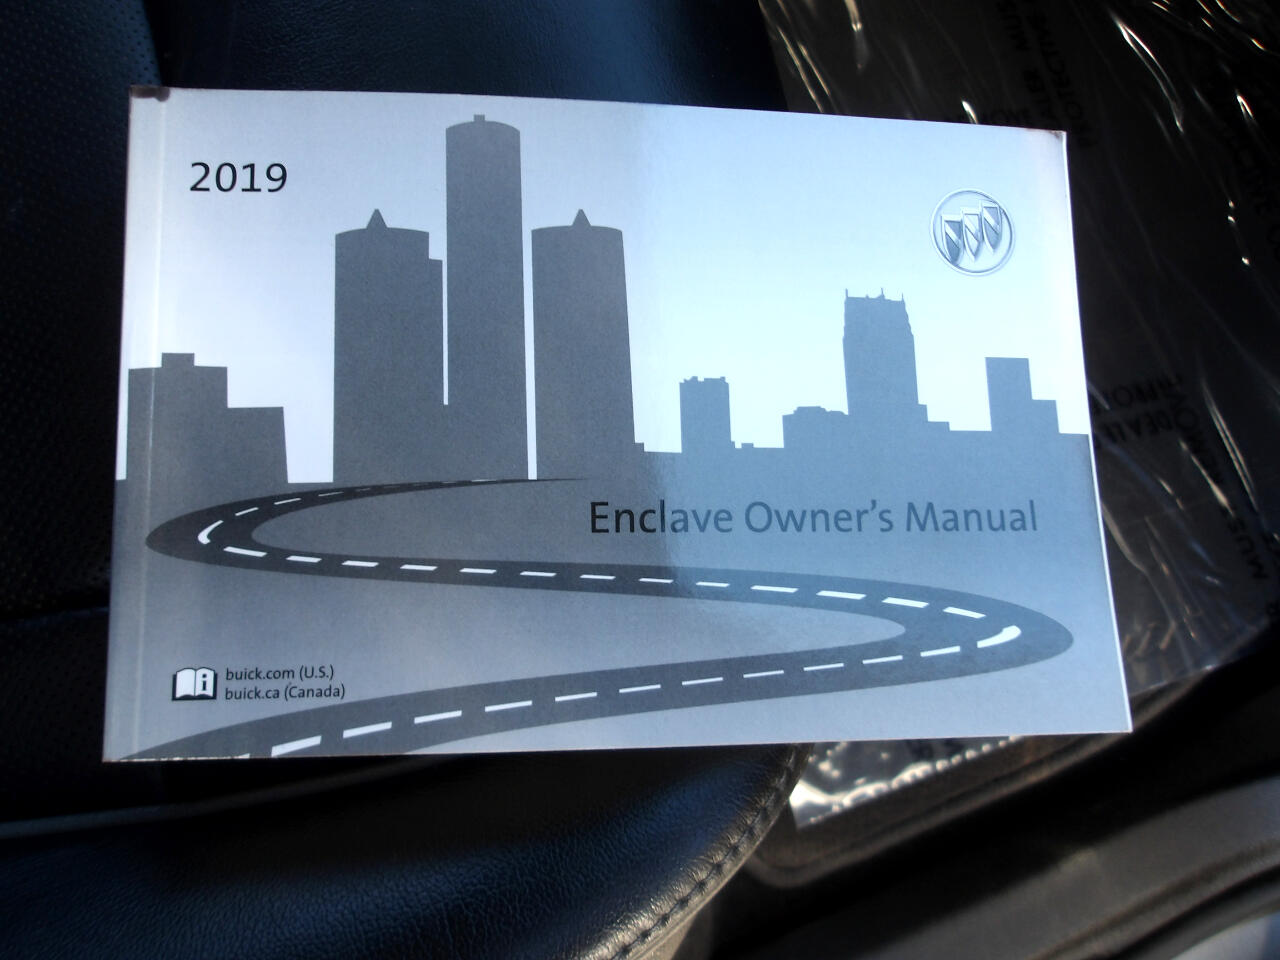 2019
Enclave Owner's Manual
buick.com (U.S.)
buick.ca (Canada)